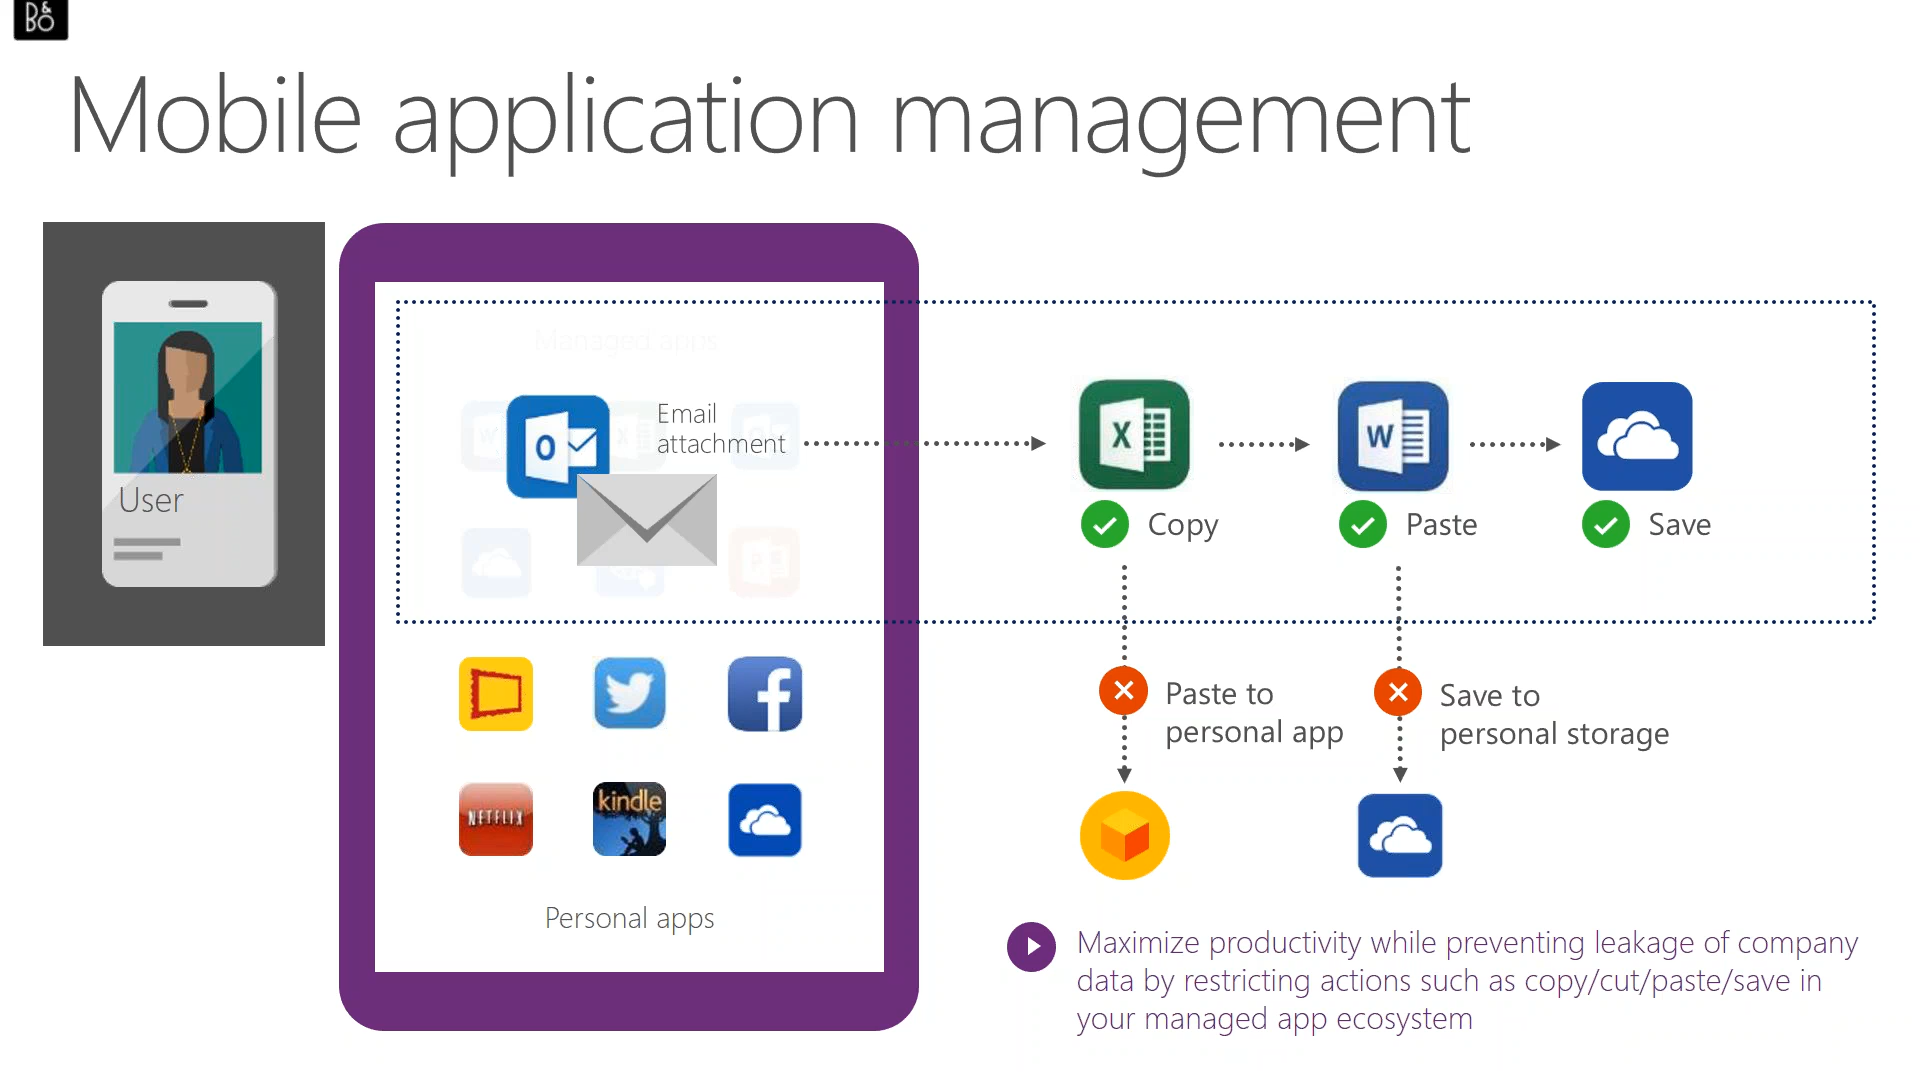 B&O
Mobile application management
Managed apps
Email
attachment
User
Copy
Paste
Save
Paste to
personal app
Save to
personal storage
NETFLIX
kindle
Personal apps
Maximize productivity while preventing leakage of company
data by restricting actions such as copy/cut/paste/save in
your managed app ecosystem